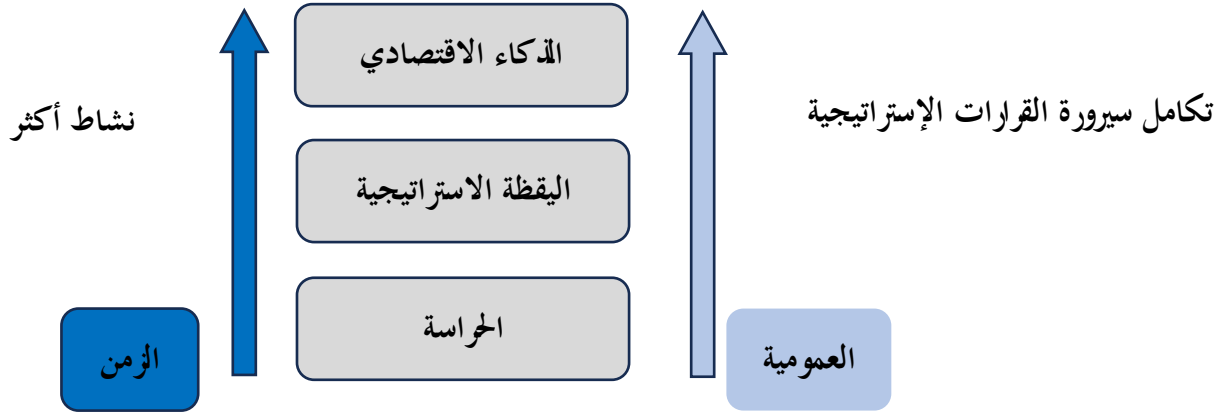 الذكاء الاقتصادي
تكامل سيرورة القرارات الإستراتيجية
نشاط أكثر
اليقظة الاستراتيجية
الحراسة
العمومية
الزمن